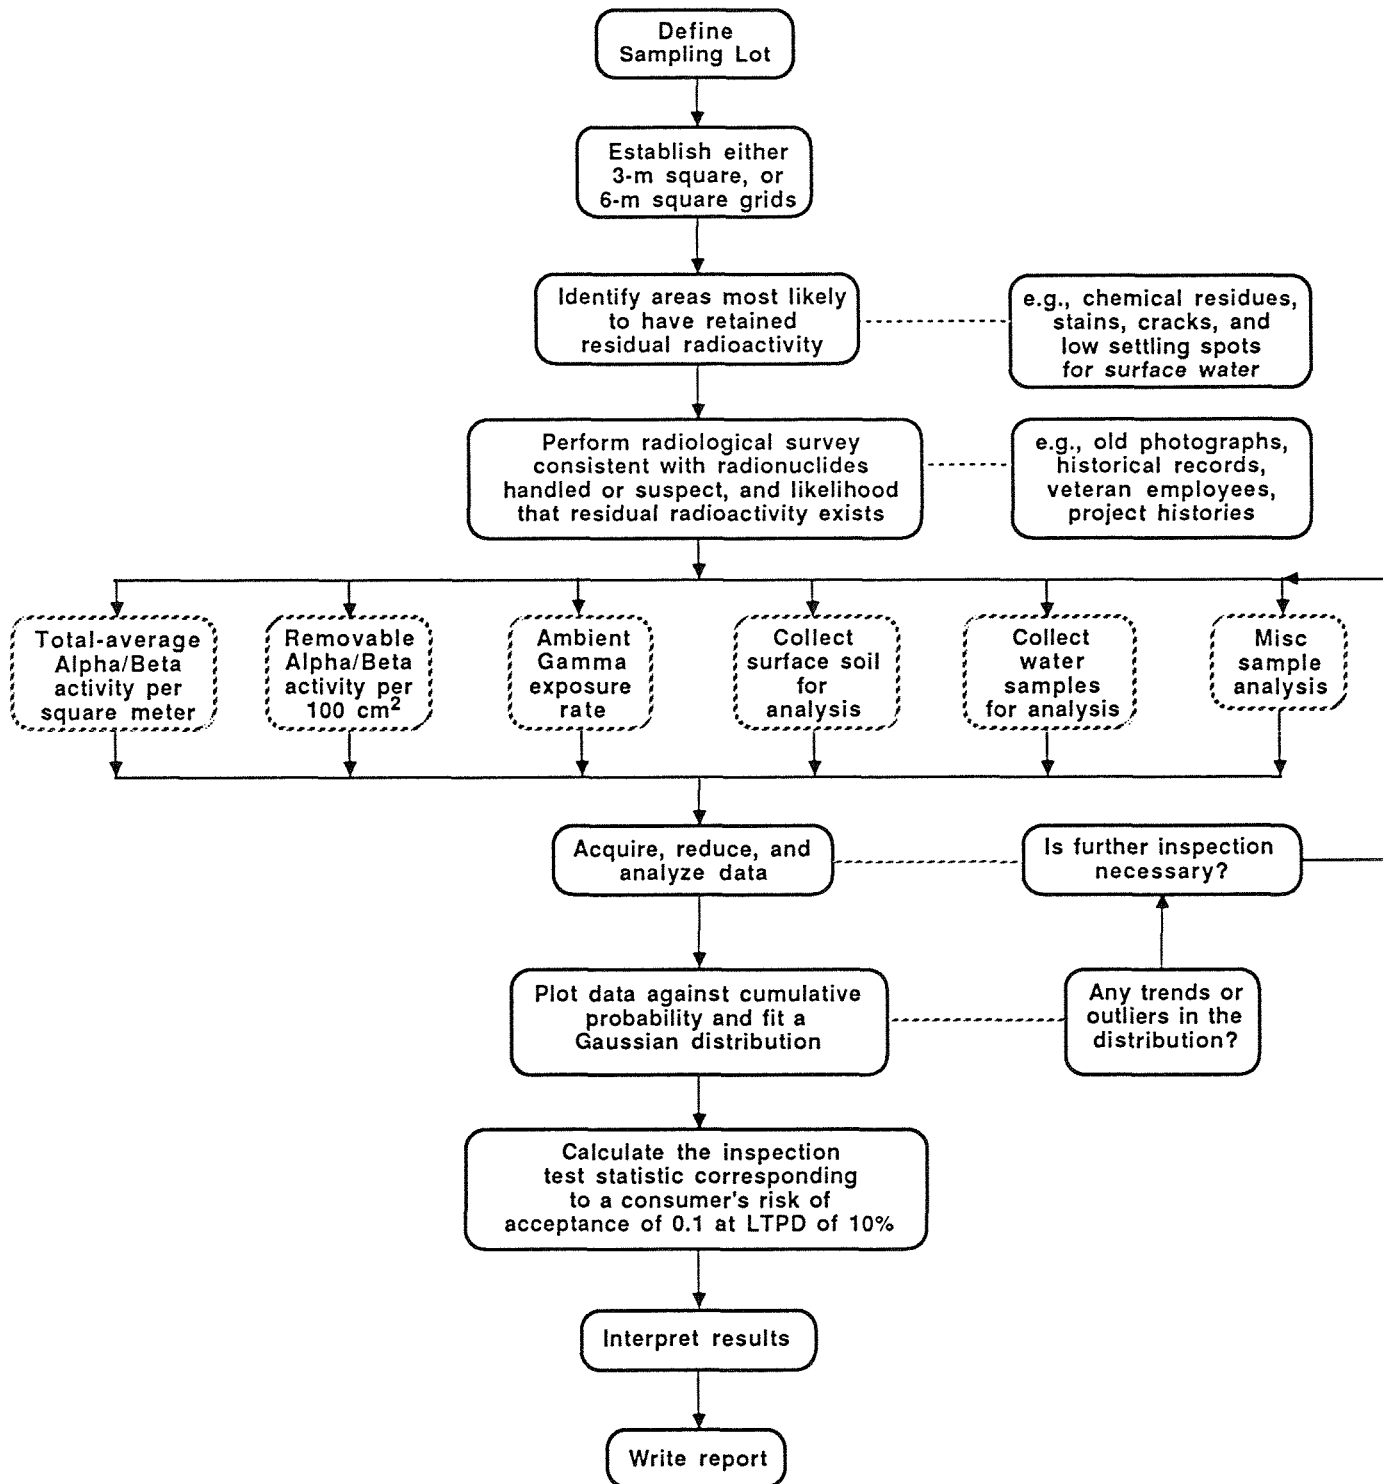 Define
Sampling Lot
Establish either
3-m square, or
6-m square grids
Identify areas most likely
to have retained
residual radioactivity
e.g., chemical residues,
stains, cracks, and
low settling spots
for surface water
Perform radiological survey
consistent with radionuclides
handled or suspect, and likelihood
that residual radioactivity exists
e.g., old photographs,
historical records,
veteran employees,
project histories
Total-average
Alpha/Beta
activity per
square meter
Removable
Alpha/Beta
activity per
100 cm²
Ambient
Gamma
exposure
rate
Collect
surface soil
for
analysis
Collect
water
samples
for analysis
Misc
sample
analysis
Acquire, reduce, and
analyze data
Is further inspection
necessary?
Plot data against cumulative
probability and fit a
Gaussian distribution
Any trends or
outliers in the
distribution?
Calculate the inspection
test statistic corresponding
to a consumer's risk of
acceptance of 0.1 at LTPD of 10%
Interpret results
Write report